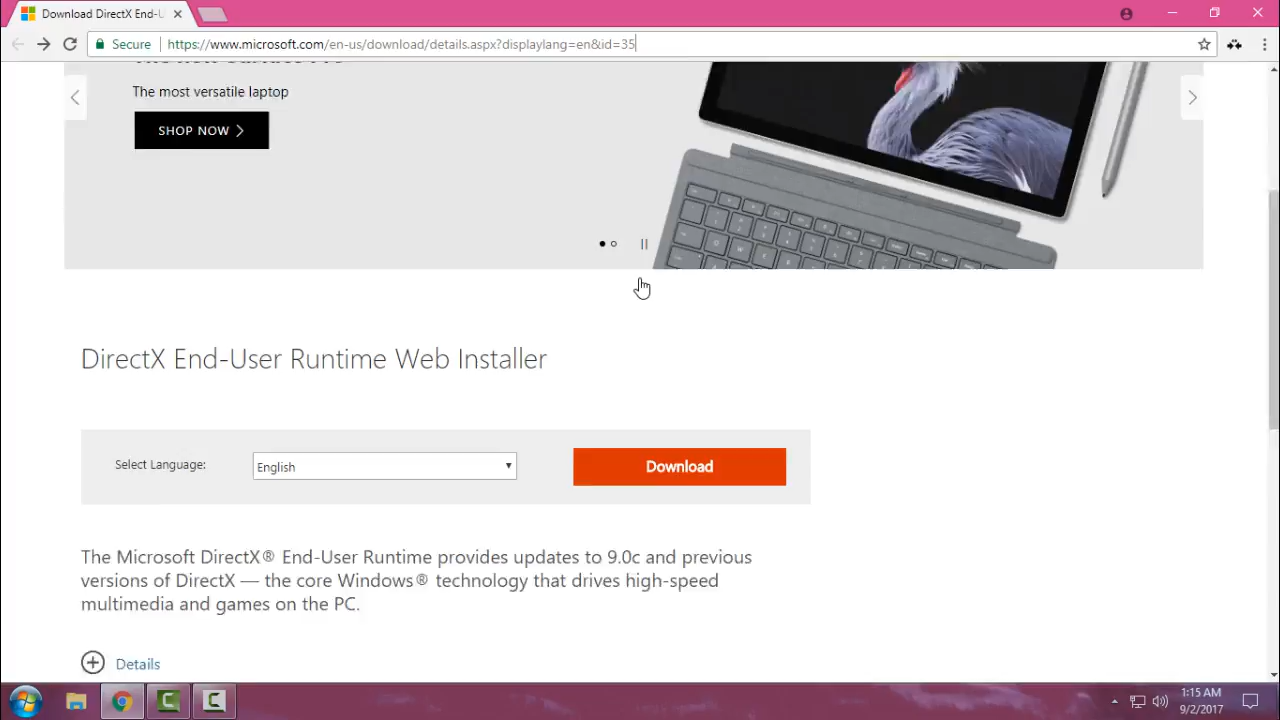 Download DirectX End-U
Secure
https://www.microsoft.com/en-us/download/details.aspx?displaylang=en&id=35
The most versatile laptop
SHOP NOW
DirectX End-User Runtime Web Installer
Select Language:
English
Download
The Microsoft DirectX® End-User Runtime provides updates to 9.0c and previous
versions of DirectX — the core Windows® technology that drives high-speed
multimedia and games on the PC.
Details
1:15 AM
9/2/2017